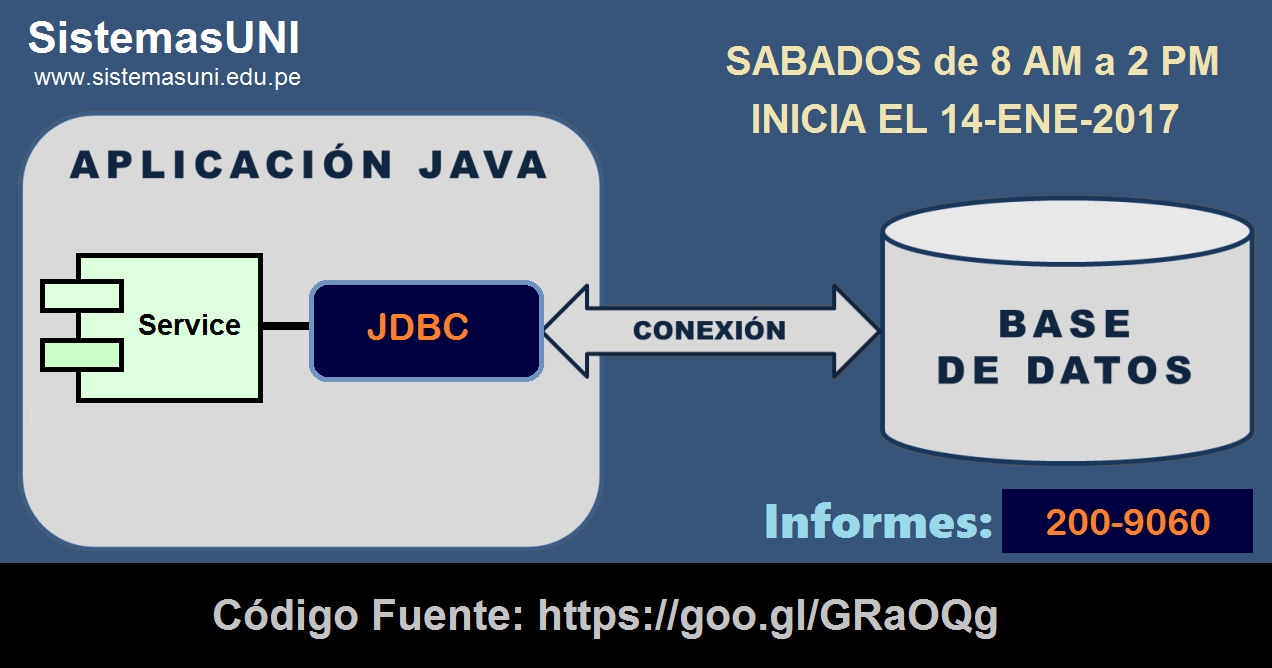 SistemasUNI
www.sistemasuni.edu.pe
SABADOS de 8 AM a 2 PM
INICIA EL 14-ENE-2017
APLICACIÓN JAVA
Service
JDBC
CONEXIÓN
BASE
DE DATOS
Informes: 200-9060
Código Fuente: https://goo.gl/GRaOQg